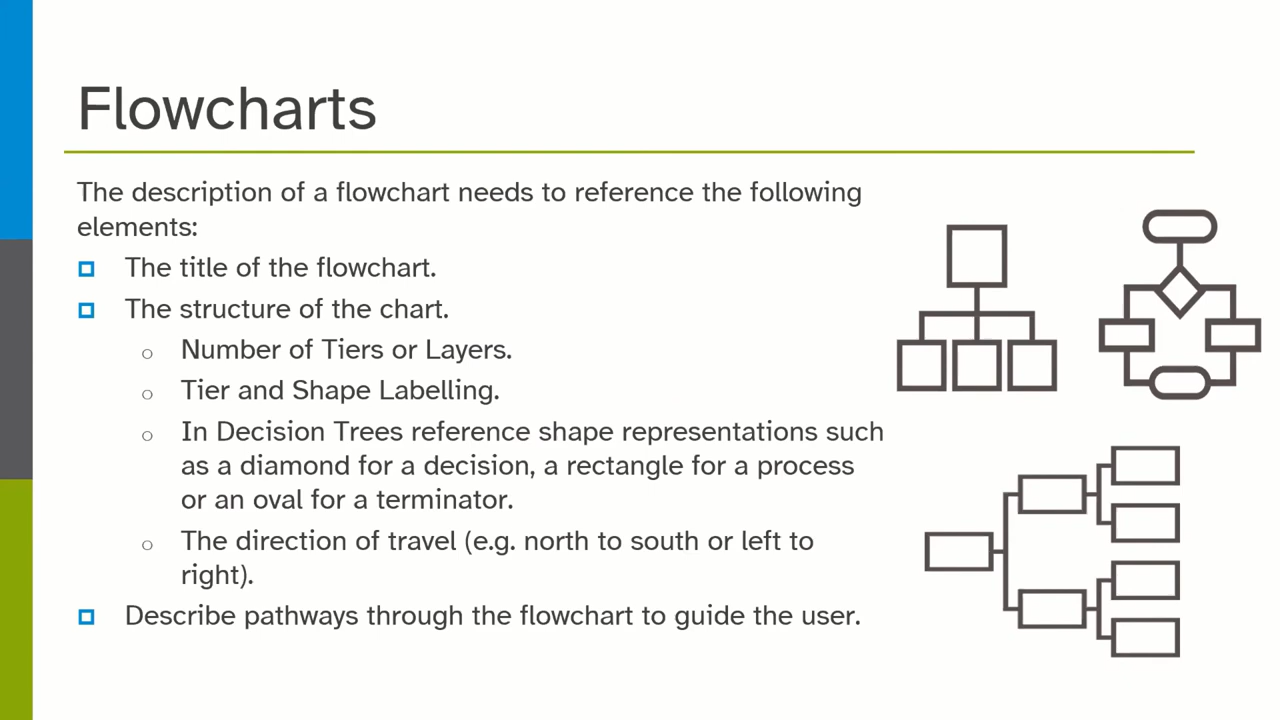 Flowcharts
The description of a flowchart needs to reference the following
elements:
The title of the flowchart.
The structure of the chart.
Number of Tiers or Layers.
Tier and Shape Labelling.
In Decision Trees reference shape representations such
as a diamond for a decision, a rectangle for a process
or an oval for a terminator.
The direction of travel (e.g. north to south or left to
right).
Describe pathways through the flowchart to guide the user.